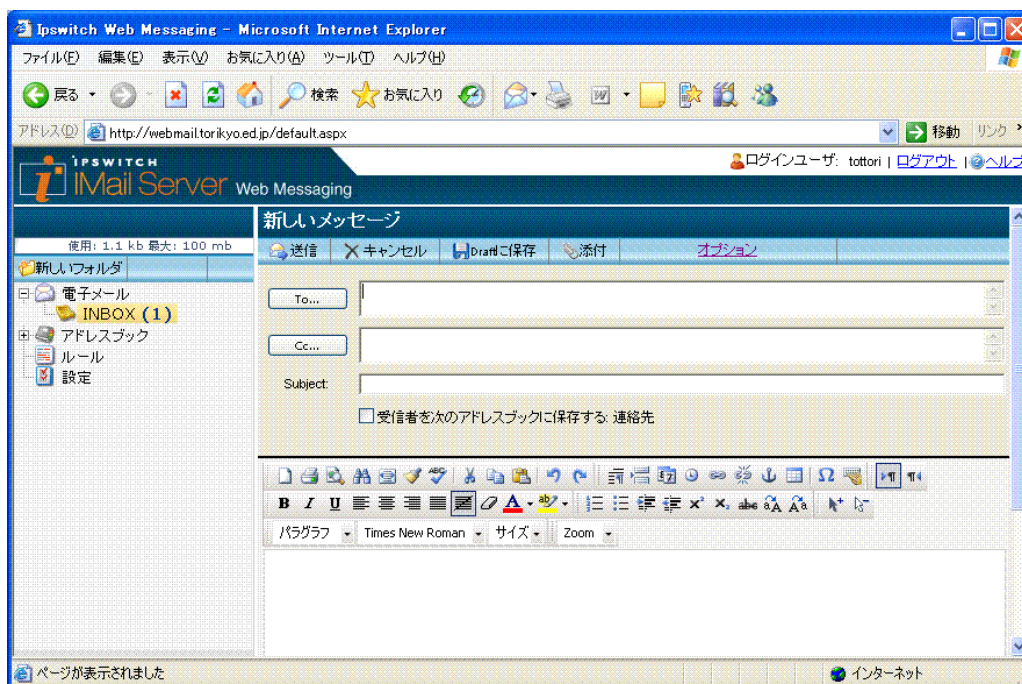 Ipswitch Web Messaging - Microsoft Internet Explorer
ファイル(F) 編集(E) 表示(V) お気に入り(A) ツール(T) ヘルプ(H)
戻る 検索 お気に入り
アドレス(D) http://webmail.torikyo.ed.jp/default.aspx 移動 リンク »
IPSWITCH
IMail Server Web Messaging
ログインユーザ: tottori | ログアウト | ヘルプ
新しいメッセージ
使用: 1.1 kb 最大: 100 mb
送信 キャンセル Draftに保存 添付 オプション
新しいフォルダ
電子メール
INBOX (1)
アドレスブック
ルール
設定
To...
Cc...
Subject:
受信者を次のアドレスブックに保存する: 連絡先
B I U
パラグラフ Times New Roman サイズ Zoom
ページが表示されました インターネット